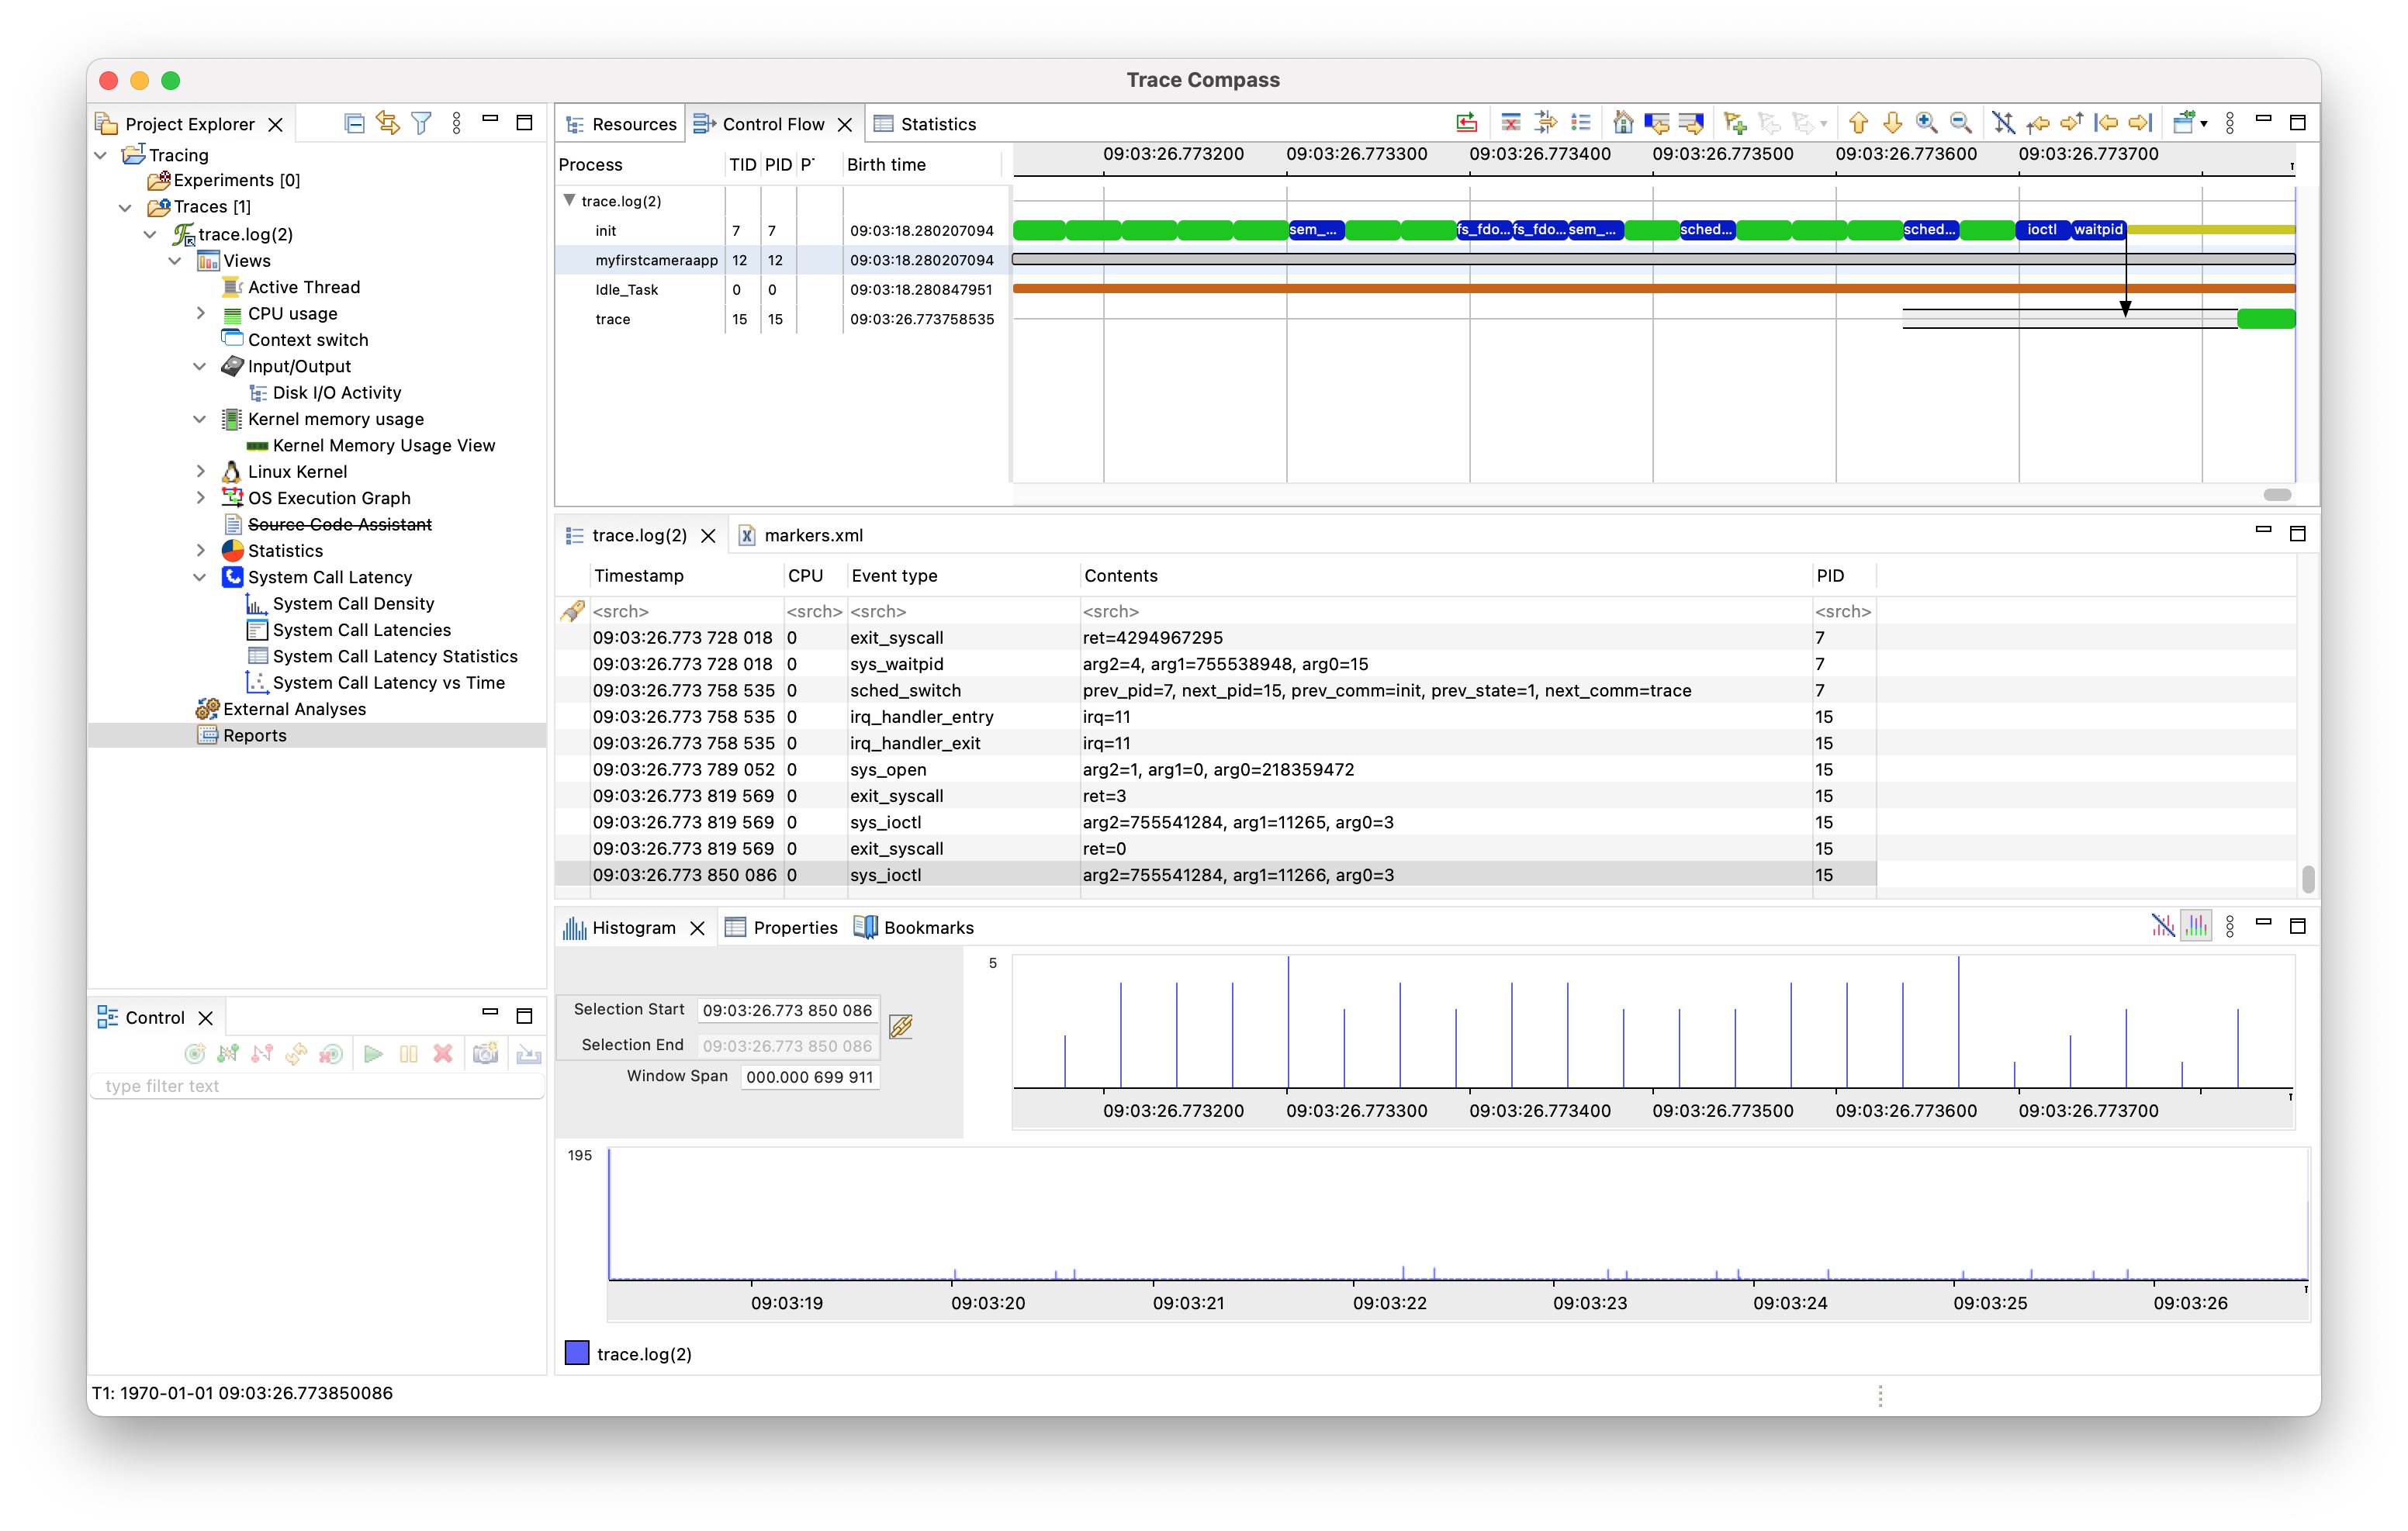 Trace Compass
Project Explorer
Tracing
Experiments [0]
Traces [1]
trace.log(2)
Views
Active Thread
CPU usage
Context switch
Input/Output
Disk I/O Activity
Kernel memory usage
Kernel Memory Usage View
Linux Kernel
OS Execution Graph
Source Code Assistant
Statistics
System Call Latency
System Call Density
System Call Latencies
System Call Latency Statistics
System Call Latency vs Time
External Analyses
Reports
Control
type filter text
Resources Control Flow Statistics
Process TID PID Birth time
09:03:26.773200 09:03:26.773300 09:03:26.773400 09:03:26.773500 09:03:26.773600 09:03:26.773700
trace.log(2)
init 7 7 09:03:18.280207094 sem_... fs_fdo... fs_fdo... sem_... sched... sched... ioctl waitpid
myfirstcameraapp 12 12 09:03:18.280207094
Idle_Task 0 0 09:03:18.280847951
trace 15 15 09:03:26.773758535
trace.log(2) markers.xml
Timestamp CPU Event type Contents PID
<srch> <srch> <srch> <srch> <srch>
09:03:26.773 728 018 0 exit_syscall ret=4294967295 7
09:03:26.773 728 018 0 sys_waitpid arg2=4, arg1=755538948, arg0=15 7
09:03:26.773 758 535 0 sched_switch prev_pid=7, next_pid=15, prev_comm=init, prev_state=1, next_comm=trace 7
09:03:26.773 758 535 0 irq_handler_entry irq=11 15
09:03:26.773 758 535 0 irq_handler_exit irq=11 15
09:03:26.773 789 052 0 sys_open arg2=1, arg1=0, arg0=218359472 15
09:03:26.773 819 569 0 exit_syscall ret=3 15
09:03:26.773 819 569 0 sys_ioctl arg2=755541284, arg1=11265, arg0=3 15
09:03:26.773 819 569 0 exit_syscall ret=0 15
09:03:26.773 850 086 0 sys_ioctl arg2=755541284, arg1=11266, arg0=3 15
Histogram Properties Bookmarks
Selection Start 09:03:26.773 850 086
Selection End 09:03:26.773 850 086
Window Span 000.000 699 911
5
09:03:26.773200 09:03:26.773300 09:03:26.773400 09:03:26.773500 09:03:26.773600 09:03:26.773700
195
09:03:19 09:03:20 09:03:21 09:03:22 09:03:23 09:03:24 09:03:25 09:03:26
trace.log(2)
T1: 1970-01-01 09:03:26.773850086